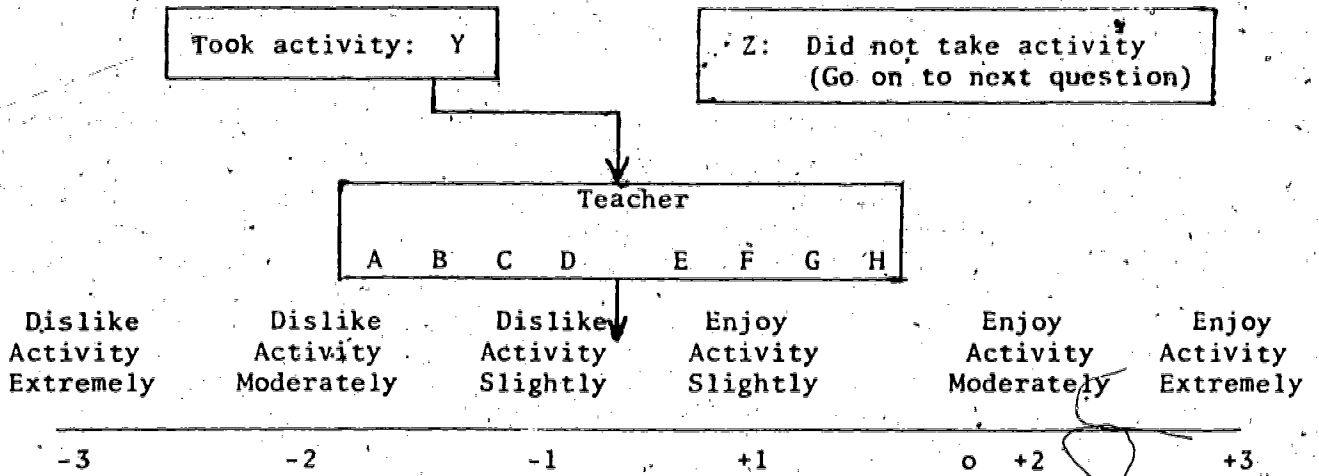 Took activity: Y
Z: Did not take activity
(Go on to next question)
Teacher
A B C D E F G H
Dislike Dislike Dislike Enjoy Enjoy Enjoy
Activity Activity Activity Activity Activity Activity
Extremely Moderately Slightly Slightly Moderately Extremely
-3 -2 -1 +1 o +2 +3